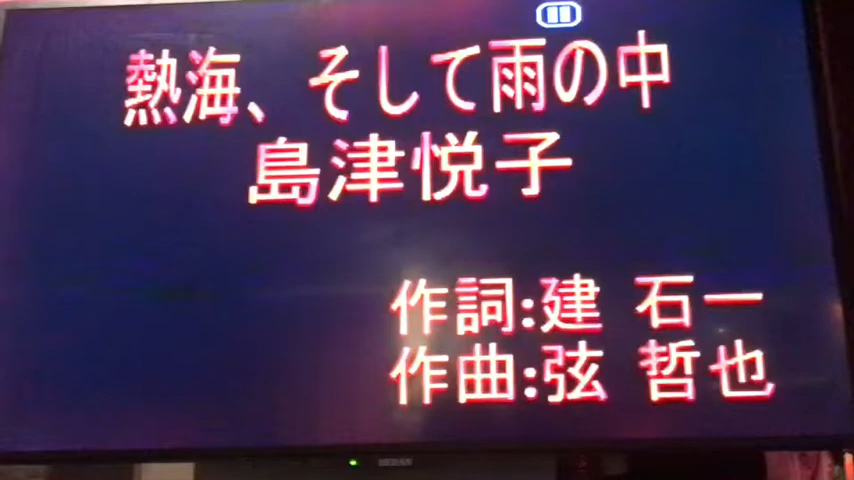 熱海、そして雨の中
島津悦子
作詞:建 石一
作曲:弦 哲也